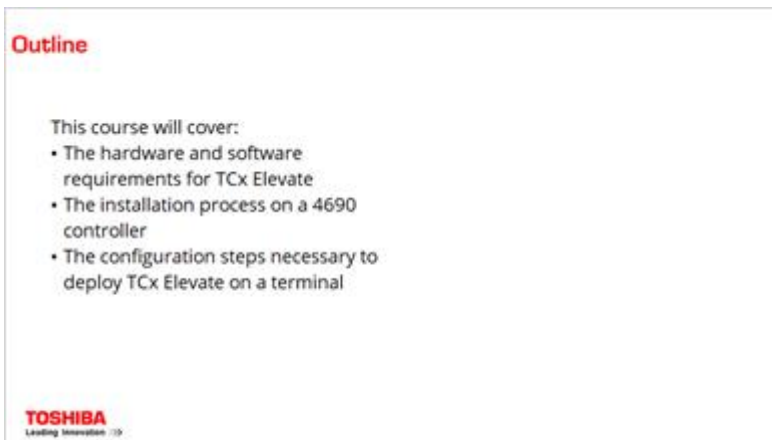 Outline
This course will cover:
• The hardware and software
requirements for TCx Elevate
• The installation process on a 4690
controller
• The configuration steps necessary to
deploy TCx Elevate on a terminal
TOSHIBA
Leading Innovation >>>